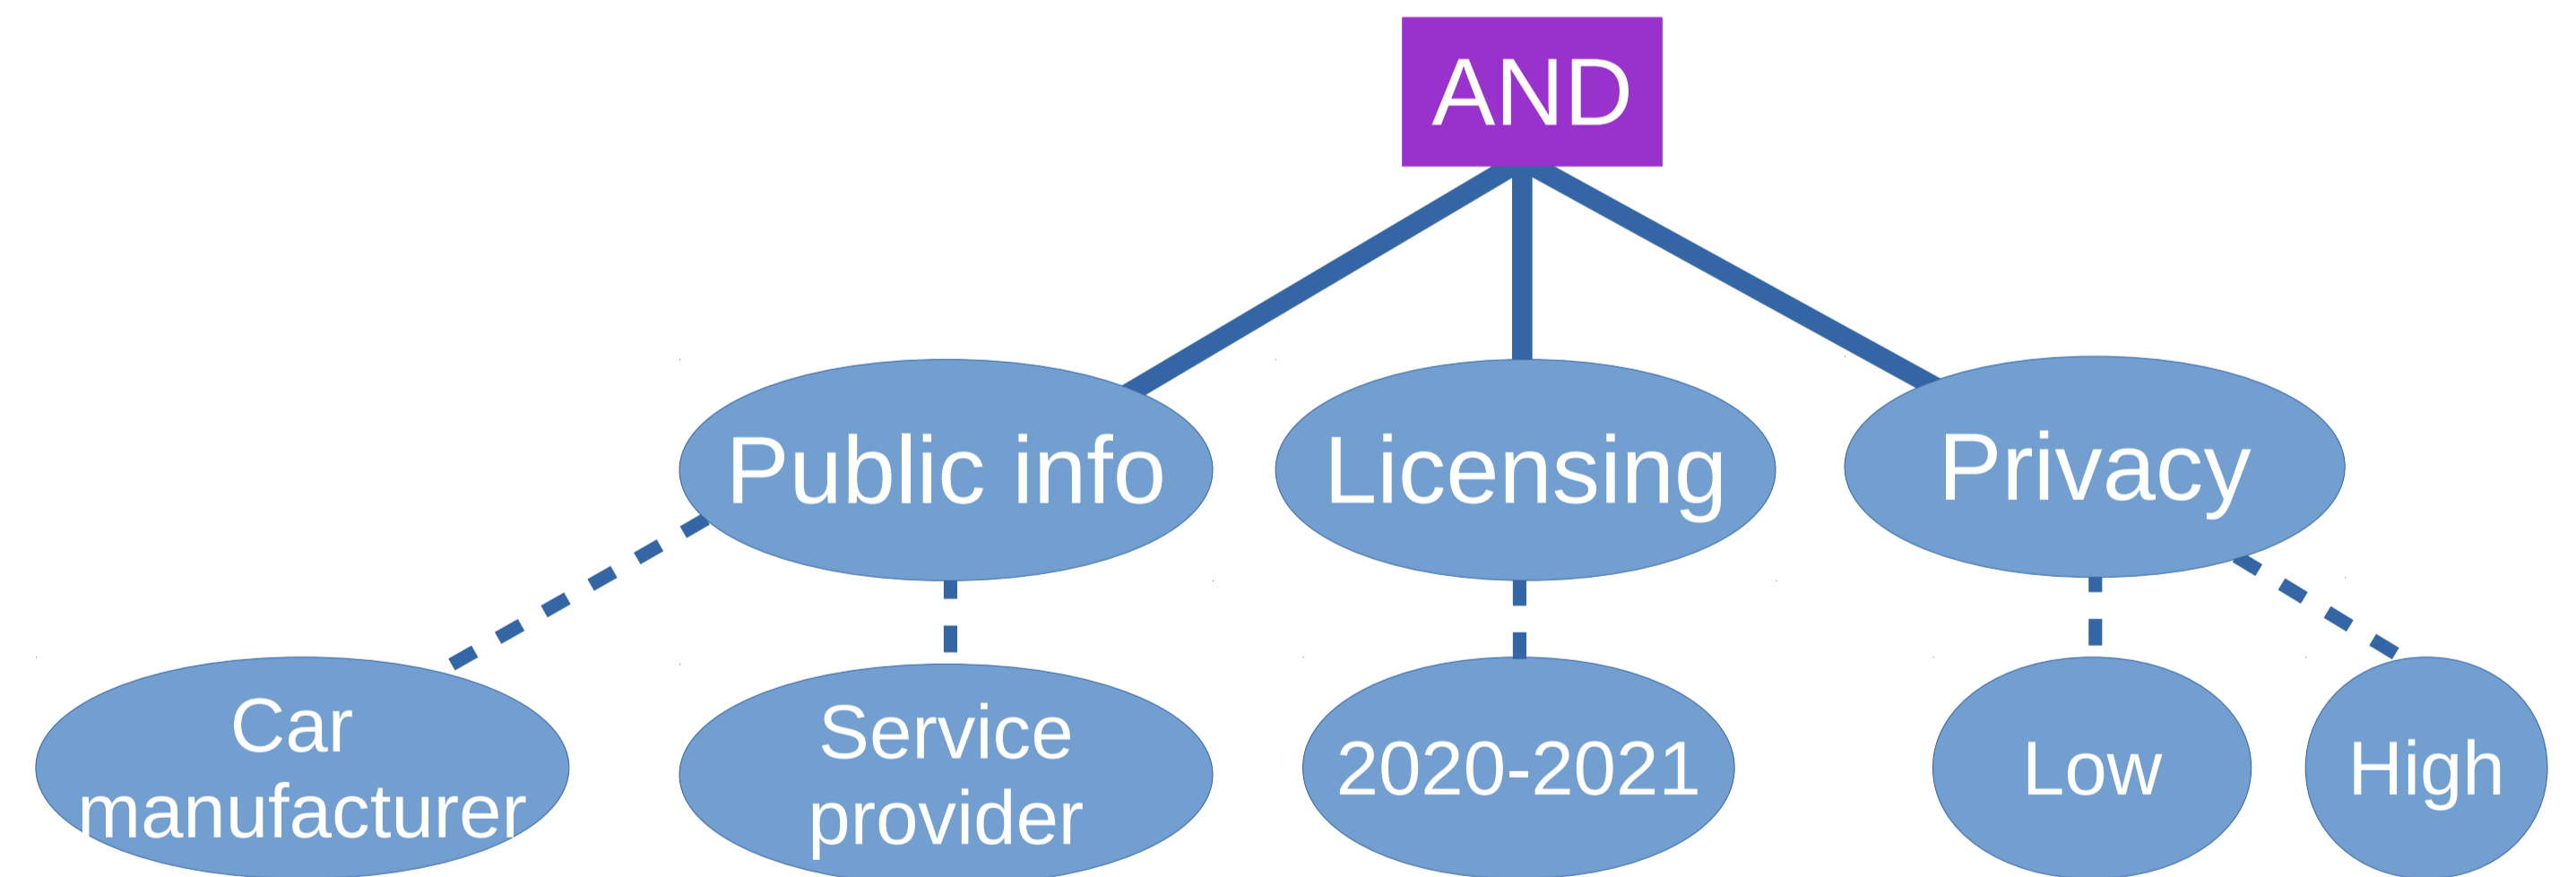 AND
Public info
Licensing
Privacy
Car
manufacturer
Service
provider
2020-2021
Low
High